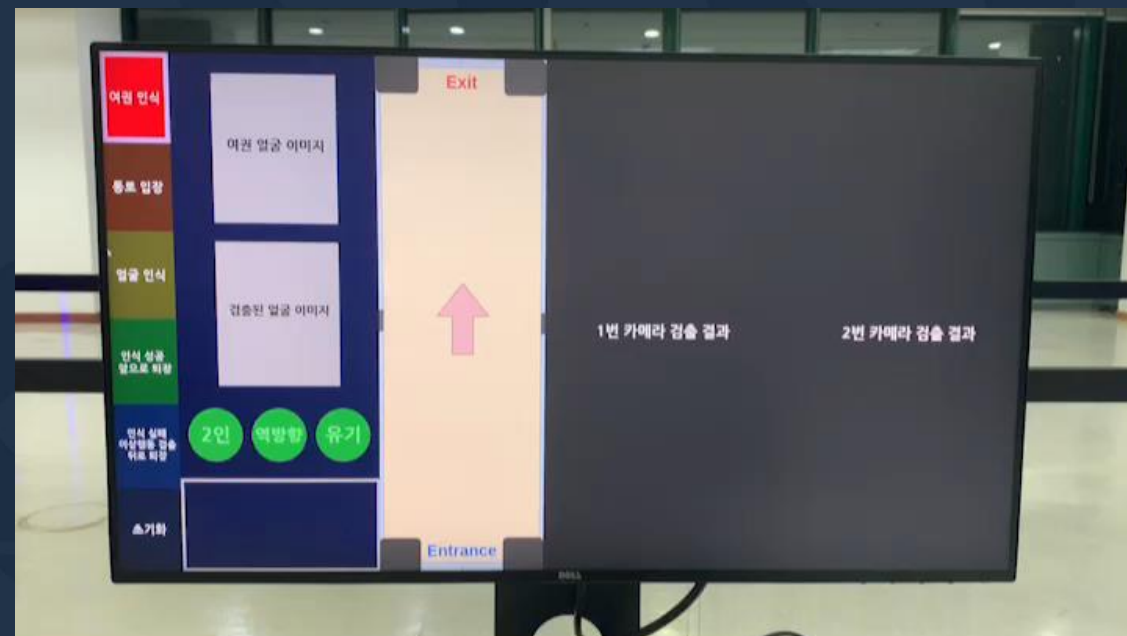 여권 인식
통로 입장
얼굴 인식
인식 성공
앞으로 퇴장
인식 실패
이상행동 검출
뒤로 퇴장
초기화
여권 얼굴 이미지
검출된 얼굴 이미지
2인 역방향 유기
Exit
Entrance
1번 카메라 검출 결과
2번 카메라 검출 결과
DELL